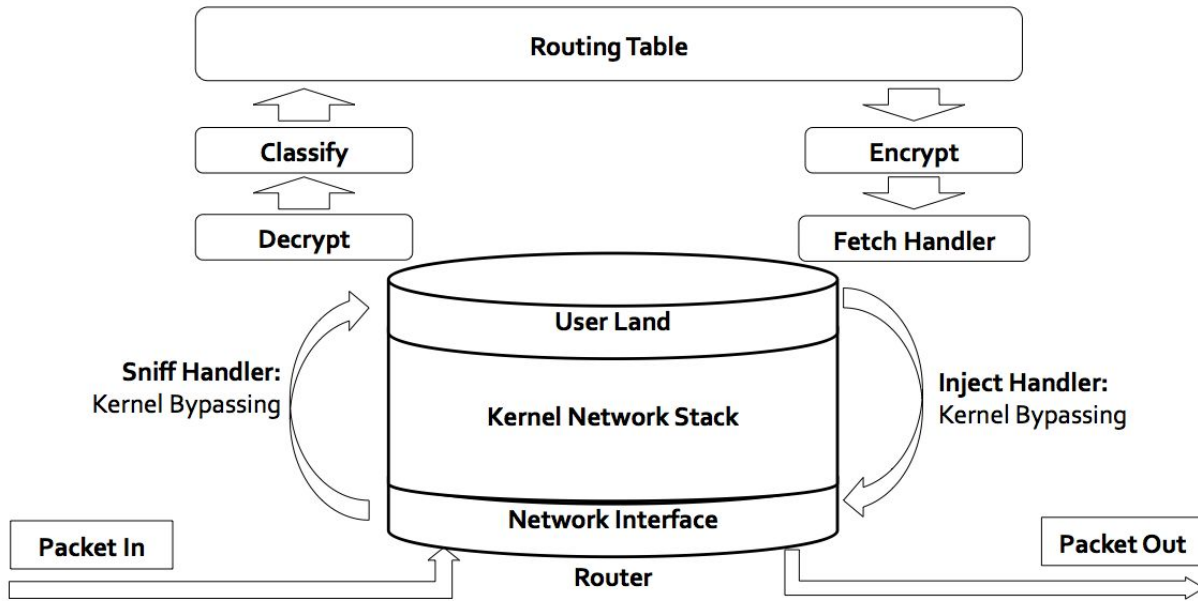 Routing Table
Classify
Encrypt
Decrypt
Fetch Handler
User Land
Sniff Handler:
Kernel Bypassing
Inject Handler:
Kernel Bypassing
Kernel Network Stack
Network Interface
Packet In
Packet Out
Router